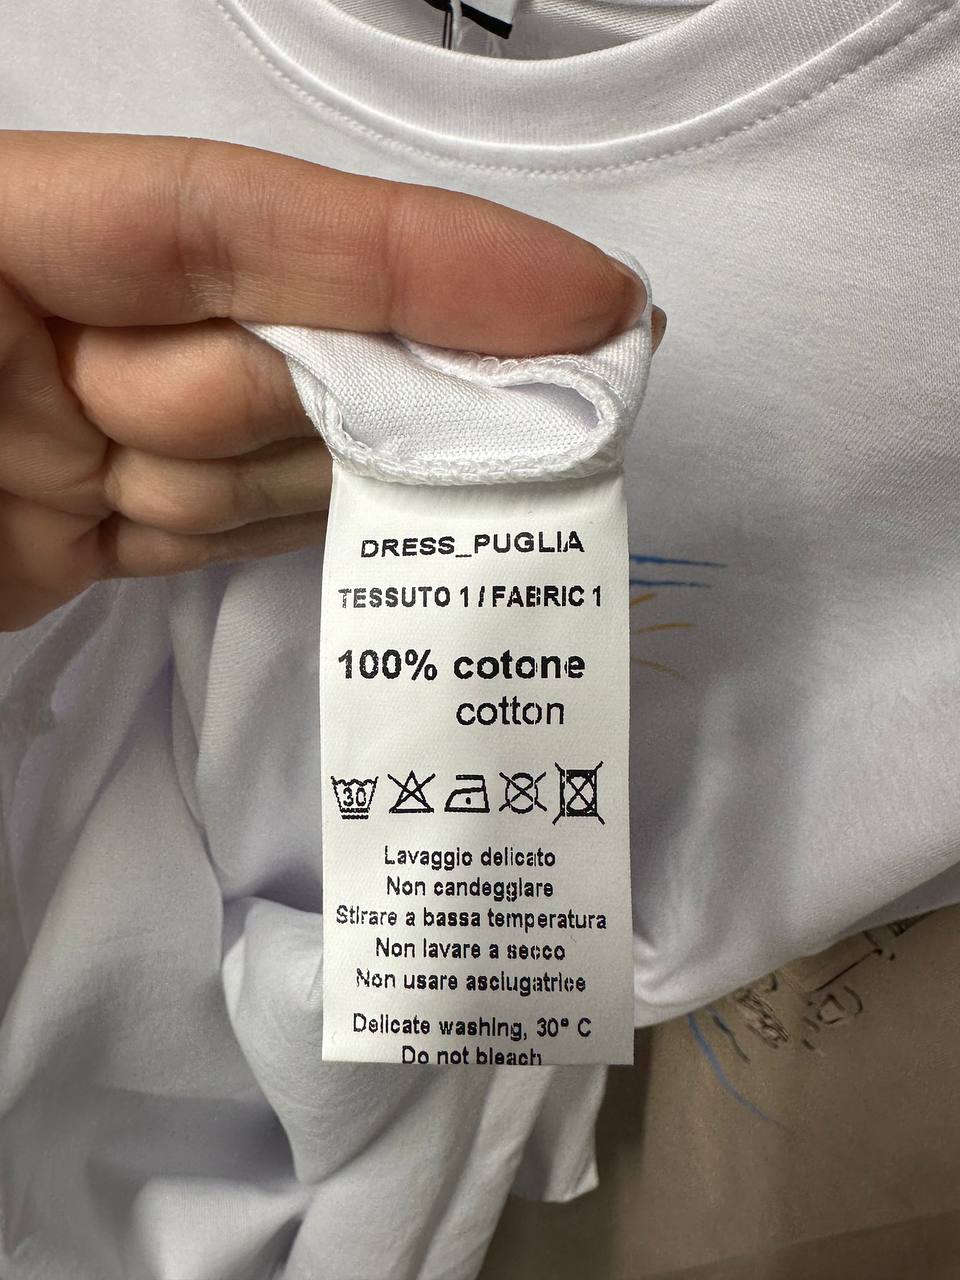 DRESS_PUGLIA
TESSUTO 1 / FABRIC 1
100% cotone
cotton
30
Lavaggio delicato
Non candeggiare
Stirare a bassa temperatura
Non lavare a secco
Non usare asciugatrice
Delicate washing, 30° C
Do not bleach